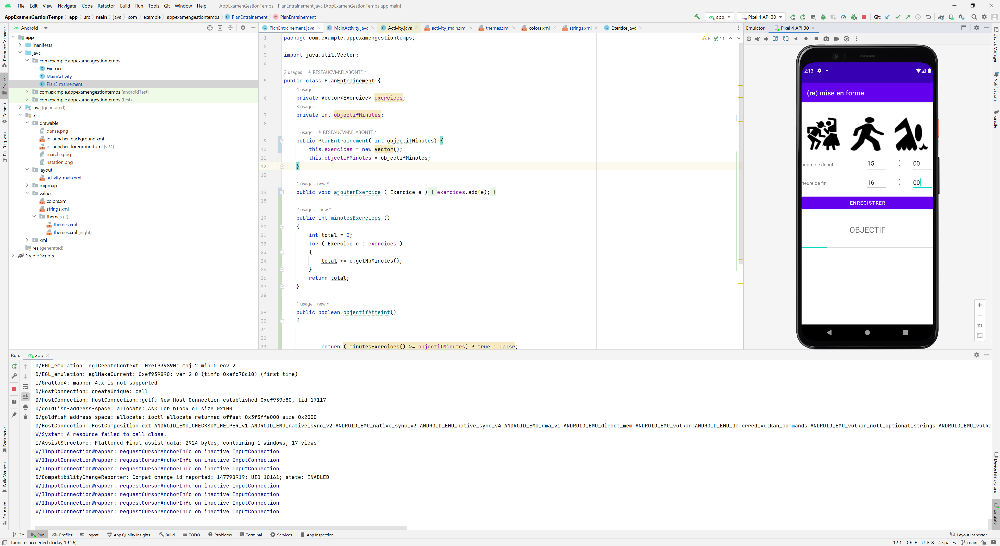 File Edit View Navigate Code Refactor Build Run Tools Git Window Help AppExamenGestionTemps - PlanEntrainement.java [AppExamenGestionTemps.app.main]
AppExamenGestionTemps app src main java com example appexamengestiontemps PlanEntrainement PlanEntrainement app Pixel 4 API 30 Git:
Android
PlanEntrainement.java MainActivity.java Activity.java activity_main.xml themes.xml colors.xml strings.xml Exercice.java
Emulator: Pixel 4 API 30
Resource Manager
Project
Commit
Pull Requests
Bookmarks
Build Variants
Structure
app
manifests
java
com.example.appexamengestiontemps
Exercice
MainActivity
PlanEntrainement
com.example.appexamengestiontemps (androidTest)
com.example.appexamengestiontemps (test)
java (generated)
res
drawable
danse.png
ic_launcher_background.xml
ic_launcher_foreground.xml (v24)
marche.png
natation.png
layout
activity_main.xml
mipmap
values
colors.xml
strings.xml
themes (2)
themes.xml
themes.xml (night)
xml
res (generated)
Gradle Scripts
6 11
1 package com.example.appexamengestiontemps;
2
3 import java.util.Vector;
4
2 usages RESEAUCVM\ELABONTE *
5 public class PlanEntrainement {
4 usages
6 private Vector<Exercice> exercices;
3 usages
7 private int objectifMinutes;
8
1 usage RESEAUCVM\ELABONTE *
9 public PlanEntrainement( int objectifMinutes) {
10 this.exercices = new Vector();
11 this.objectifMinutes = objectifMinutes;
12 }
13
1 usage new *
14 public void ajouterExercice ( Exercice e ) { exercices.add(e); }
18
2 usages new *
19 public int minutesExercices ()
20 {
21 int total = 0;
22 for ( Exercice e : exercices )
23 {
24 total += e.getNbMinutes();
25 }
26 return total;
27 }
28
1 usage new *
29 public boolean objectifAtteint()
30 {
31
32
33 return ( minutesExercices() >= objectifMinutes) ? true : false;
2:13
(re) mise en forme
heure de début 15 : 00
heure de fin 16 : 00
ENREGISTRER
OBJECTIF
1:1
Device Manager
Notifications
Gradle
Device File Explorer
Emulator
Run: app
D/EGL_emulation: eglCreateContext: 0xef939890: maj 2 min 0 rcv 2
D/EGL_emulation: eglMakeCurrent: 0xef939890: ver 2 0 (tinfo 0xefc78c10) (first time)
I/Gralloc4: mapper 4.x is not supported
D/HostConnection: createUnique: call
D/HostConnection: HostConnection::get() New Host Connection established 0xef939c80, tid 17117
D/goldfish-address-space: allocate: Ask for block of size 0x100
D/goldfish-address-space: allocate: ioctl allocate returned offset 0x3f3ffe000 size 0x2000
D/HostConnection: HostComposition ext ANDROID_EMU_CHECKSUM_HELPER_v1 ANDROID_EMU_native_sync_v2 ANDROID_EMU_native_sync_v3 ANDROID_EMU_native_sync_v4 ANDROID_EMU_dma_v1 ANDROID_EMU_direct_mem ANDROID_EMU_vulkan ANDROID_EMU_deferred_vulkan_commands ANDROID_EMU_vulkan_null_optional_strings ANDROID_EMU_vulka
W/System: A resource failed to call close.
I/AssistStructure: Flattened final assist data: 2924 bytes, containing 1 windows, 17 views
W/IInputConnectionWrapper: requestCursorAnchorInfo on inactive InputConnection
W/IInputConnectionWrapper: requestCursorAnchorInfo on inactive InputConnection
W/IInputConnectionWrapper: requestCursorAnchorInfo on inactive InputConnection
D/CompatibilityChangeReporter: Compat change id reported: 147798919; UID 10161; state: ENABLED
W/IInputConnectionWrapper: requestCursorAnchorInfo on inactive InputConnection
W/IInputConnectionWrapper: requestCursorAnchorInfo on inactive InputConnection
W/IInputConnectionWrapper: requestCursorAnchorInfo on inactive InputConnection
W/IInputConnectionWrapper: requestCursorAnchorInfo on inactive InputConnection
Git Run Profiler Logcat App Quality Insights Build TODO Problems Terminal Services App Inspection Layout Inspector
Launch succeeded (today 19:56) 12:1 CRLF UTF-8 4 spaces main